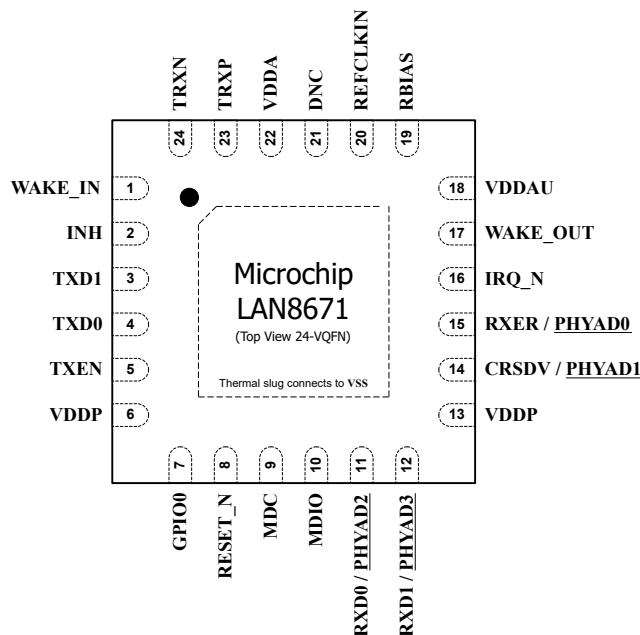 TRXN
TRXP
VDDA
DNC
REFCLKIN
RBIAS
24
23
22
21
20
19
WAKE_IN 1
INH 2
TXD1 3
TXD0 4
TXEN 5
VDDP 6
Microchip
LAN8671
(Top View 24-VQFN)
Thermal slug connects to VSS
18 VDDAU
17 WAKE_OUT
16 IRQ_N
15 RXER / PHYAD0
14 CRSDV / PHYAD1
13 VDDP
7
8
9
10
11
12
GPIO0
RESET_N
MDC
MDIO
RXD0 / PHYAD2
RXD1 / PHYAD3